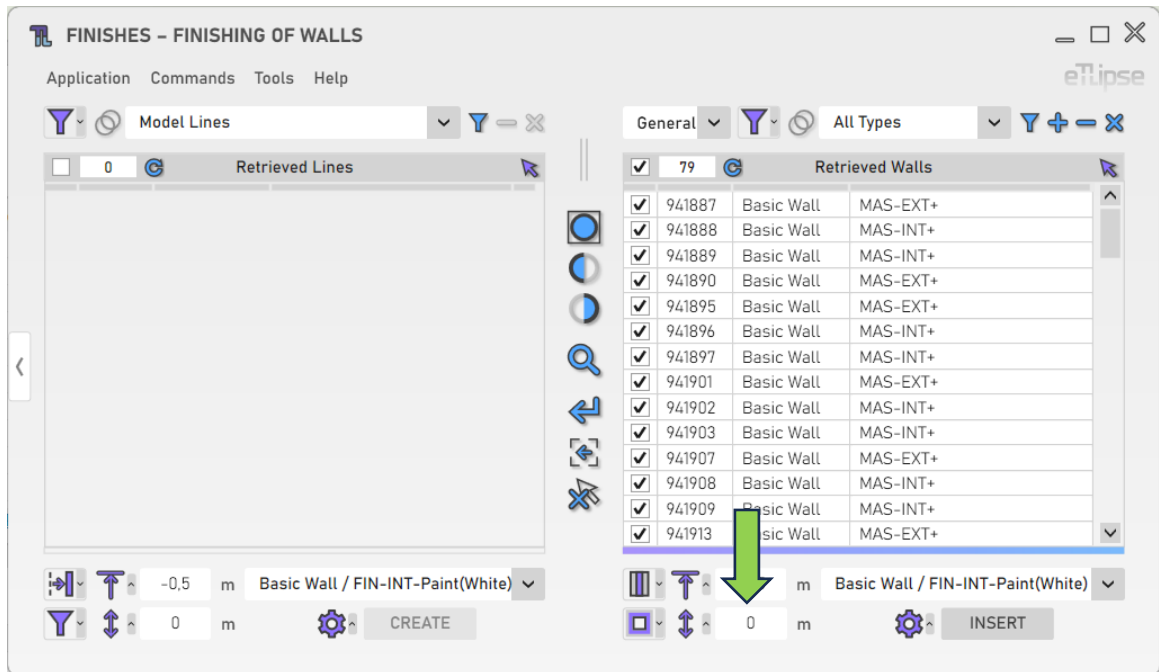 FINISHES – FINISHING OF WALLS
Application Commands Tools Help
eTLipse
Model Lines
General All Types
0 Retrieved Lines
79 Retrieved Walls
941887 Basic Wall MAS-EXT+
941888 Basic Wall MAS-INT+
941889 Basic Wall MAS-INT+
941890 Basic Wall MAS-EXT+
941895 Basic Wall MAS-EXT+
941896 Basic Wall MAS-INT+
941897 Basic Wall MAS-INT+
941901 Basic Wall MAS-EXT+
941902 Basic Wall MAS-INT+
941903 Basic Wall MAS-INT+
941907 Basic Wall MAS-EXT+
941908 Basic Wall MAS-INT+
941909 Basic Wall MAS-INT+
941913 Basic Wall MAS-EXT+
-0,5 m Basic Wall / FIN-INT-Paint(White)
m Basic Wall / FIN-INT-Paint(White)
0 m CREATE
0 m INSERT